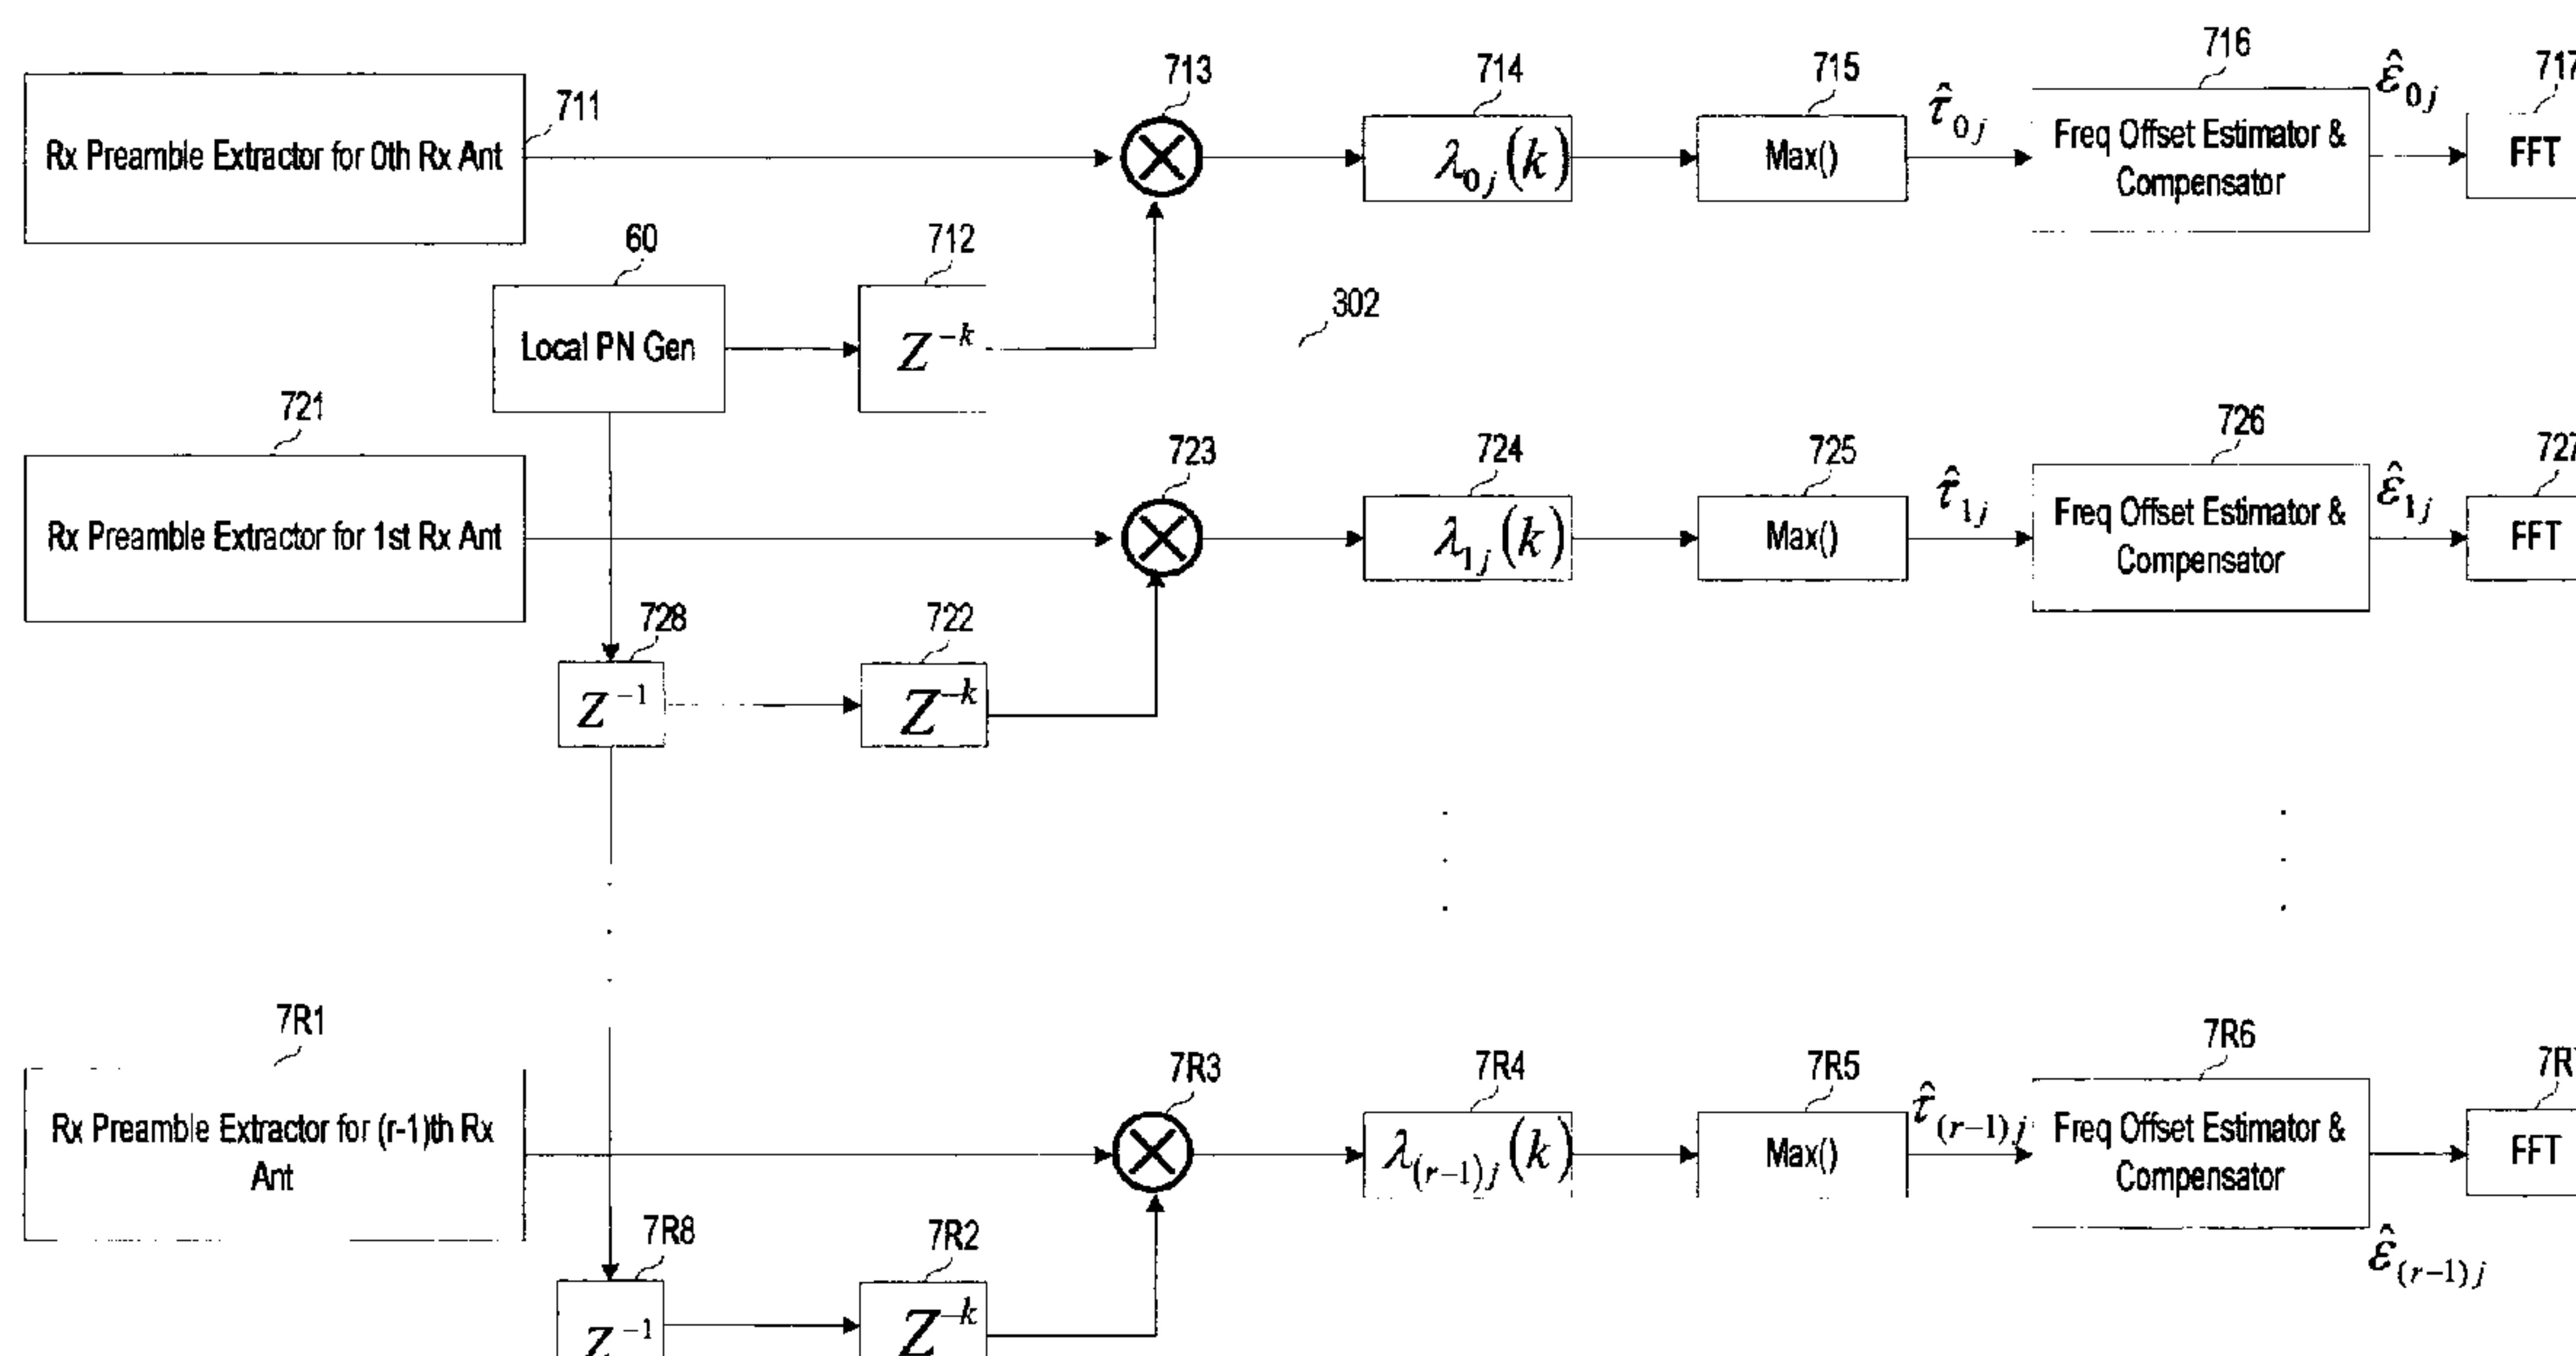 713
714
715
716
717
711
τ̂0j
ε̂0j
Rx Preamble Extractor for 0th Rx Ant
λ0j(k)
Max()
Freq Offset Estimator &
Compensator
FFT
60
712
302
Local PN Gen
Z^-k
721
723
724
725
726
727
τ̂1j
ε̂1j
Rx Preamble Extractor for 1st Rx Ant
λ1j(k)
Max()
Freq Offset Estimator &
Compensator
FFT
728
722
Z^-1
Z^-k
7R1
7R3
7R4
7R5
7R6
τ̂(r-1)j
Rx Preamble Extractor for (r-1)th Rx
Ant
λ(r-1)j(k)
Max()
Freq Offset Estimator &
Compensator
FFT
7R8
7R2
ε̂(r-1)j
Z^-1
Z^-k